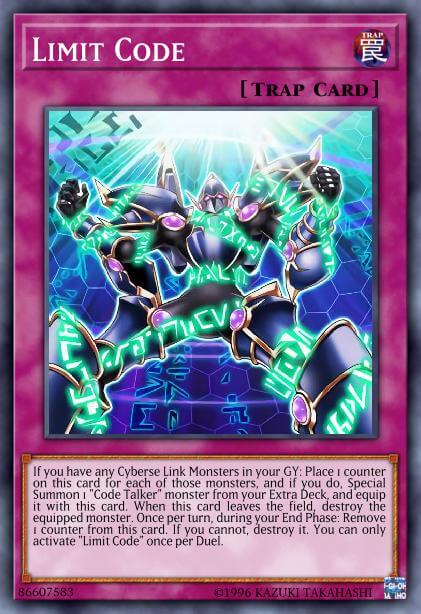 LIMIT CODE
TRAP
罠
[TRAP CARD]
If you have any Cyberse Link Monsters in your GY: Place 1 counter
on this card for each of those monsters, and if you do, Special
Summon 1 "Code Talker" monster from your Extra Deck, and equip
it with this card. When this card leaves the field, destroy the
equipped monster. Once per turn, during your End Phase: Remove
1 counter from this card. If you cannot, destroy it. You can only
activate "Limit Code" once per Duel.
86607583
©1996 KAZUKI TAKAHASHI